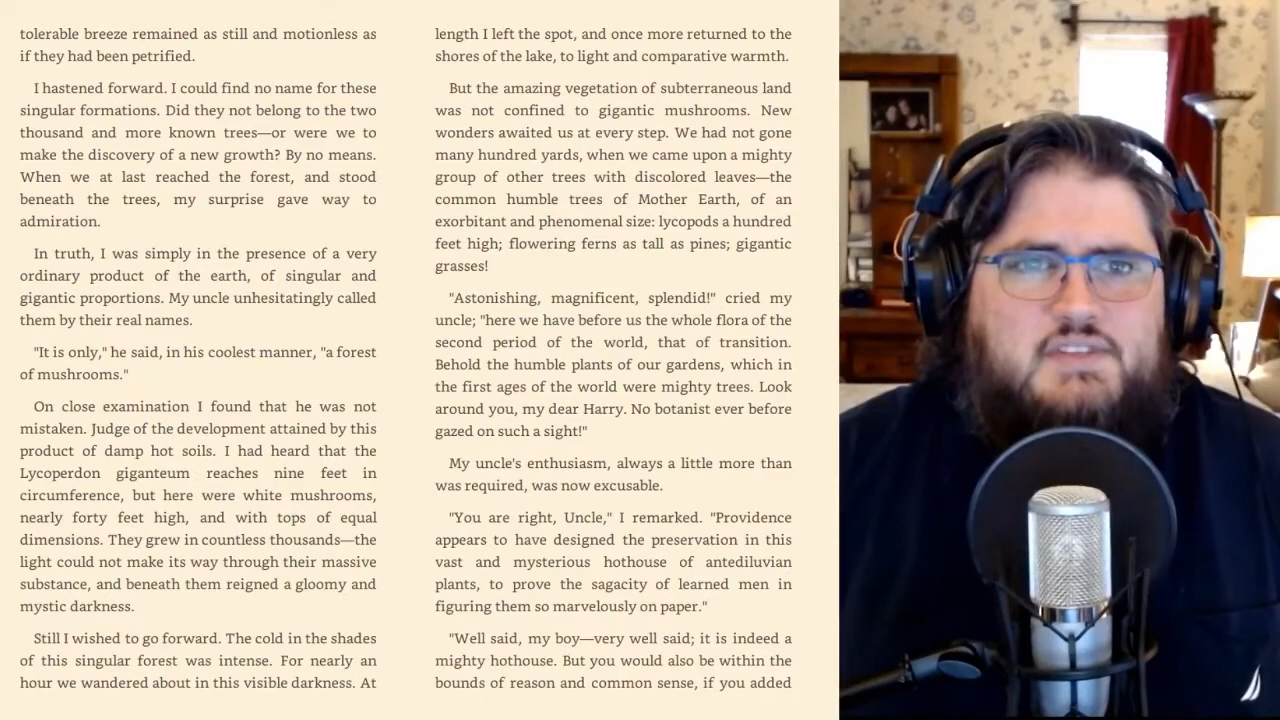 tolerable breeze remained as still and motionless as
if they had been petrified.
I hastened forward. I could find no name for these
singular formations. Did they not belong to the two
thousand and more known trees—or were we to
make the discovery of a new growth? By no means.
When we at last reached the forest, and stood
beneath the trees, my surprise gave way to
admiration.
In truth, I was simply in the presence of a very
ordinary product of the earth, of singular and
gigantic proportions. My uncle unhesitatingly called
them by their real names.
"It is only," he said, in his coolest manner, "a forest
of mushrooms."
On close examination I found that he was not
mistaken. Judge of the development attained by this
product of damp hot soils. I had heard that the
Lycoperdon giganteum reaches nine feet in
circumference, but here were white mushrooms,
nearly forty feet high, and with tops of equal
dimensions. They grew in countless thousands—the
light could not make its way through their massive
substance, and beneath them reigned a gloomy and
mystic darkness.
Still I wished to go forward. The cold in the shades
of this singular forest was intense. For nearly an
hour we wandered about in this visible darkness. At
length I left the spot, and once more returned to the
shores of the lake, to light and comparative warmth.
But the amazing vegetation of subterraneous land
was not confined to gigantic mushrooms. New
wonders awaited us at every step. We had not gone
many hundred yards, when we came upon a mighty
group of other trees with discolored leaves—the
common humble trees of Mother Earth, of an
exorbitant and phenomenal size: lycopods a hundred
feet high; flowering ferns as tall as pines; gigantic
grasses!
"Astonishing, magnificent, splendid!" cried my
uncle; "here we have before us the whole flora of the
second period of the world, that of transition.
Behold the humble plants of our gardens, which in
the first ages of the world were mighty trees. Look
around you, my dear Harry. No botanist ever before
gazed on such a sight!"
My uncle's enthusiasm, always a little more than
was required, was now excusable.
"You are right, Uncle," I remarked. "Providence
appears to have designed the preservation in this
vast and mysterious hothouse of antediluvian
plants, to prove the sagacity of learned men in
figuring them so marvelously on paper."
"Well said, my boy—very well said; it is indeed a
mighty hothouse. But you would also be within the
bounds of reason and common sense, if you added